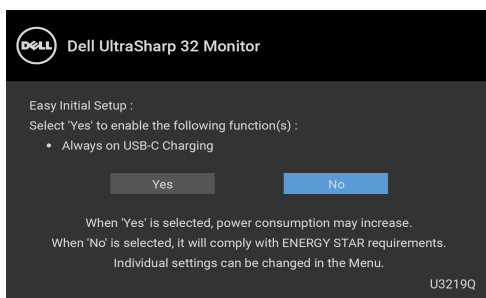 DELL Dell UltraSharp 32 Monitor
Easy Initial Setup :
Select 'Yes' to enable the following function(s) :
• Always on USB-C Charging
Yes No
When 'Yes' is selected, power consumption may increase.
When 'No' is selected, it will comply with ENERGY STAR requirements.
Individual settings can be changed in the Menu.
U3219Q